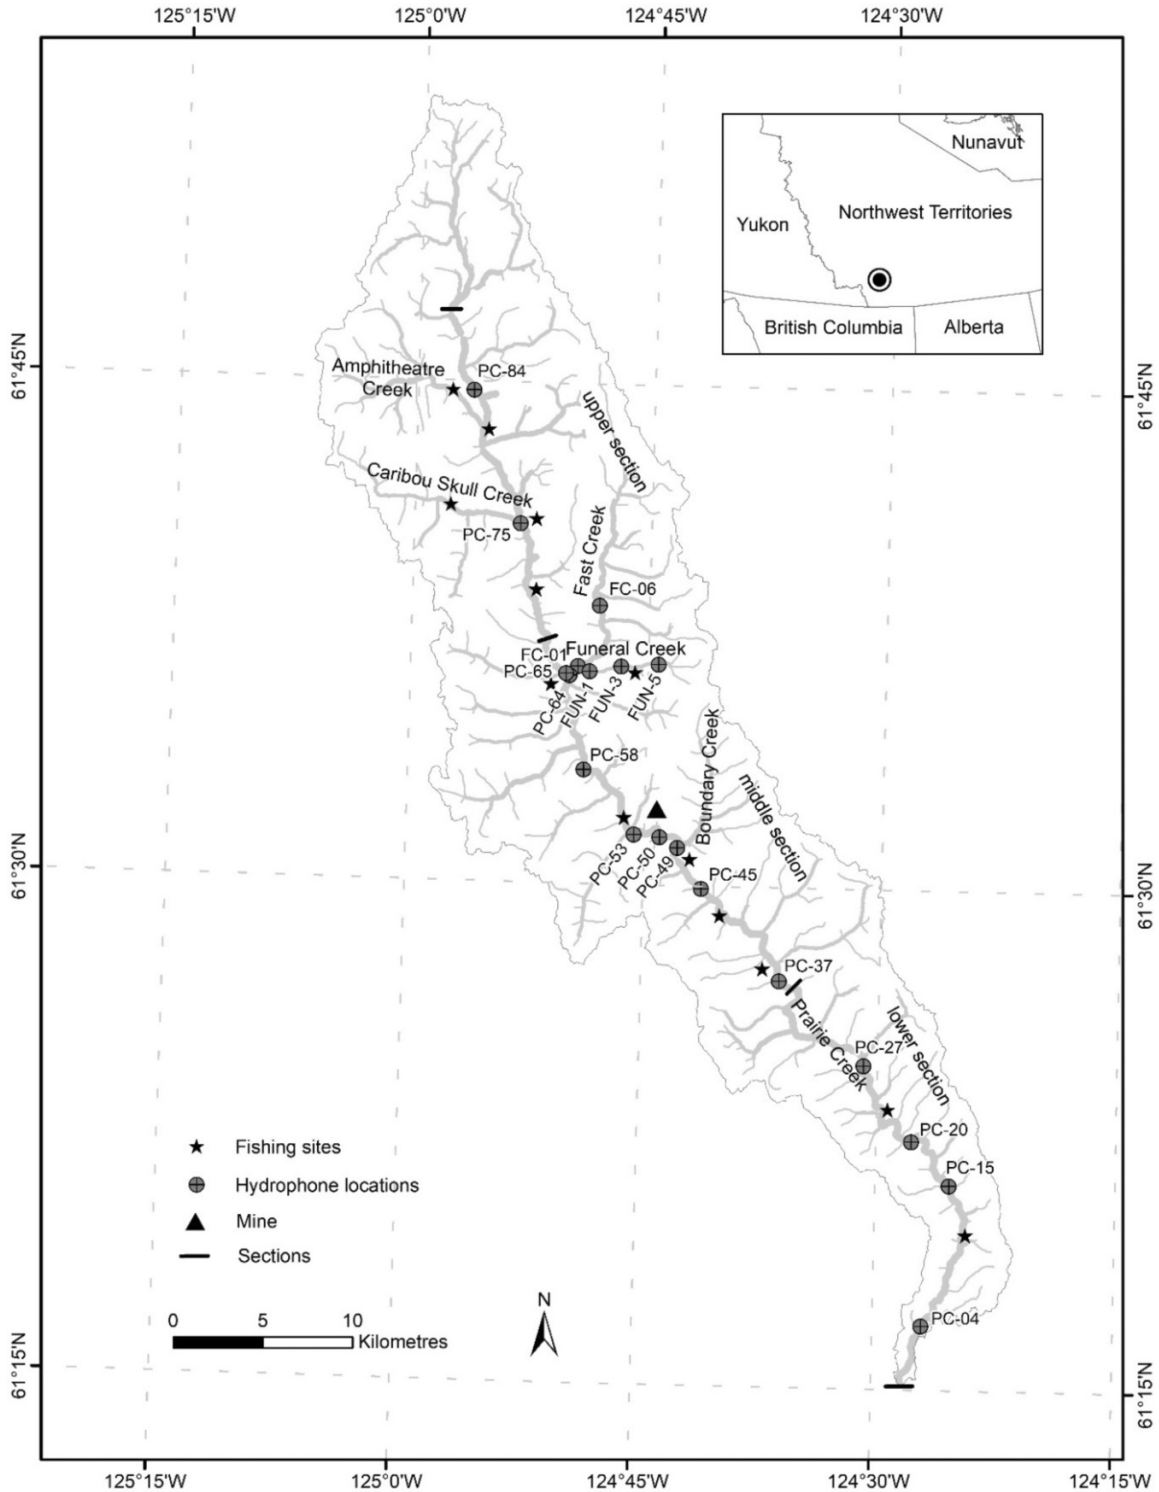 125°15'W
125°0'W
124°45'W
124°30'W
Nunavut
Northwest Territories
Yukon
British Columbia
Alberta
61°45'N
61°45'N
Amphitheatre
Creek
PC-84
upper section
Caribou Skull Creek
PC-75
Fast Creek
FC-06
FC-01
Funeral Creek
PC-65
PC-64
FUN-1
FUN-3
FUN-5
PC-58
Boundary Creek
middle section
PC-53
PC-50
PC-49
PC-45
61°30'N
61°30'N
PC-37
Prairie Creek
lower section
PC-27
PC-20
PC-15
PC-04
Fishing sites
Hydrophone locations
Mine
Sections
0
5
10
Kilometres
N
61°15'N
61°15'N
125°15'W
125°0'W
124°45'W
124°30'W
124°15'W